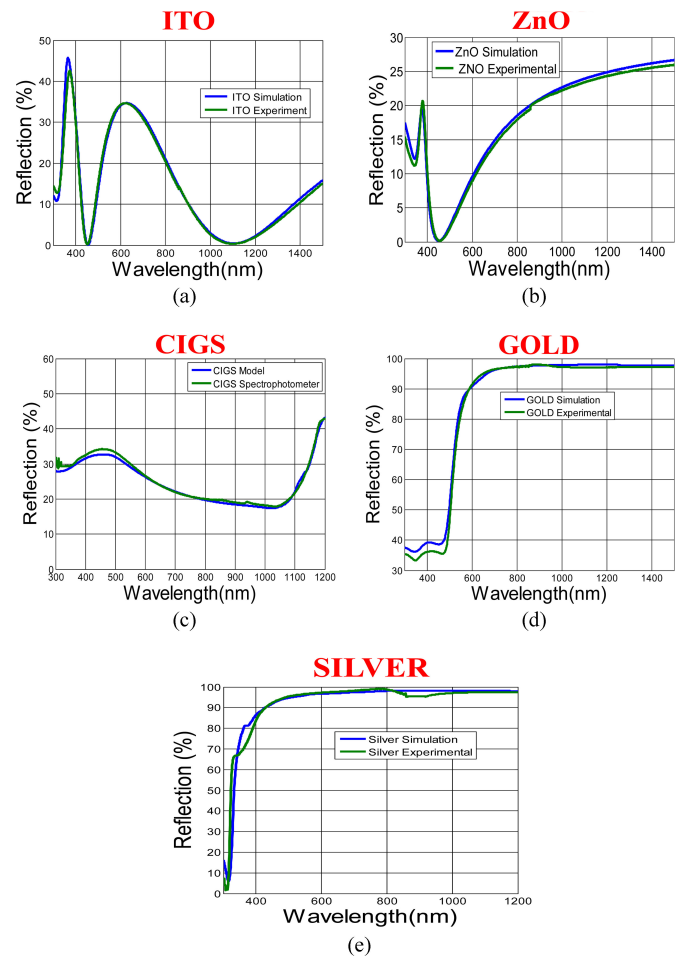 ITO
ZnO
50
40
30
20
10
0
Reflection (%)
ITO Simulation
ITO Experiment
400 600 800 1000 1200 1400
Wavelength(nm)
(a)
30
25
20
15
10
5
0
Reflection (%)
ZnO Simulation
ZNO Experimental
400 600 800 1000 1200 1400
Wavelength(nm)
(b)
CIGS
GOLD
60
50
40
30
20
10
0
Reflection (%)
CIGS Model
CIGS Spectrophotometer
300 400 500 600 700 800 900 1000 1100 1200
Wavelength(nm)
(c)
100
90
80
70
60
50
40
30
Reflection (%)
GOLD Simulation
GOLD Experimental
400 600 800 1000 1200 1400
Wavelength(nm)
(d)
SILVER
100
90
80
70
60
50
40
30
20
10
0
Reflection (%)
Silver Simulation
Silver Experimental
400 600 800 1000 1200
Wavelength(nm)
(e)